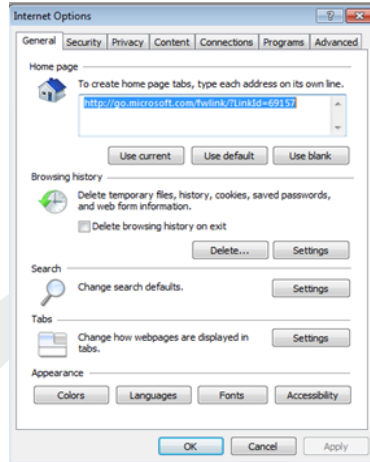 Internet Options
General Security Privacy Content Connections Programs Advanced
Home page
To create home page tabs, type each address on its own line.
http://go.microsoft.com/fwlink/?LinkId=69157
Use current Use default Use blank
Browsing history
Delete temporary files, history, cookies, saved passwords,
and web form information.
Delete browsing history on exit
Delete... Settings
Search
Change search defaults. Settings
Tabs
Change how webpages are displayed in Settings
tabs.
Appearance
Colors Languages Fonts Accessibility
OK Cancel Apply